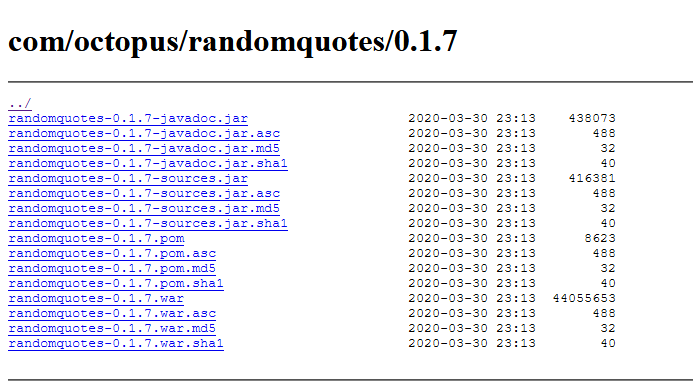 com/octopus/randomquotes/0.1.7
../
randomquotes-0.1.7-javadoc.jar 2020-03-30 23:13 438073
randomquotes-0.1.7-javadoc.jar.asc 2020-03-30 23:13 488
randomquotes-0.1.7-javadoc.jar.md5 2020-03-30 23:13 32
randomquotes-0.1.7-javadoc.jar.sha1 2020-03-30 23:13 40
randomquotes-0.1.7-sources.jar 2020-03-30 23:13 416381
randomquotes-0.1.7-sources.jar.asc 2020-03-30 23:13 488
randomquotes-0.1.7-sources.jar.md5 2020-03-30 23:13 32
randomquotes-0.1.7-sources.jar.sha1 2020-03-30 23:13 40
randomquotes-0.1.7.pom 2020-03-30 23:13 8623
randomquotes-0.1.7.pom.asc 2020-03-30 23:13 488
randomquotes-0.1.7.pom.md5 2020-03-30 23:13 32
randomquotes-0.1.7.pom.sha1 2020-03-30 23:13 40
randomquotes-0.1.7.war 2020-03-30 23:13 44055653
randomquotes-0.1.7.war.asc 2020-03-30 23:13 488
randomquotes-0.1.7.war.md5 2020-03-30 23:13 32
randomquotes-0.1.7.war.sha1 2020-03-30 23:13 40